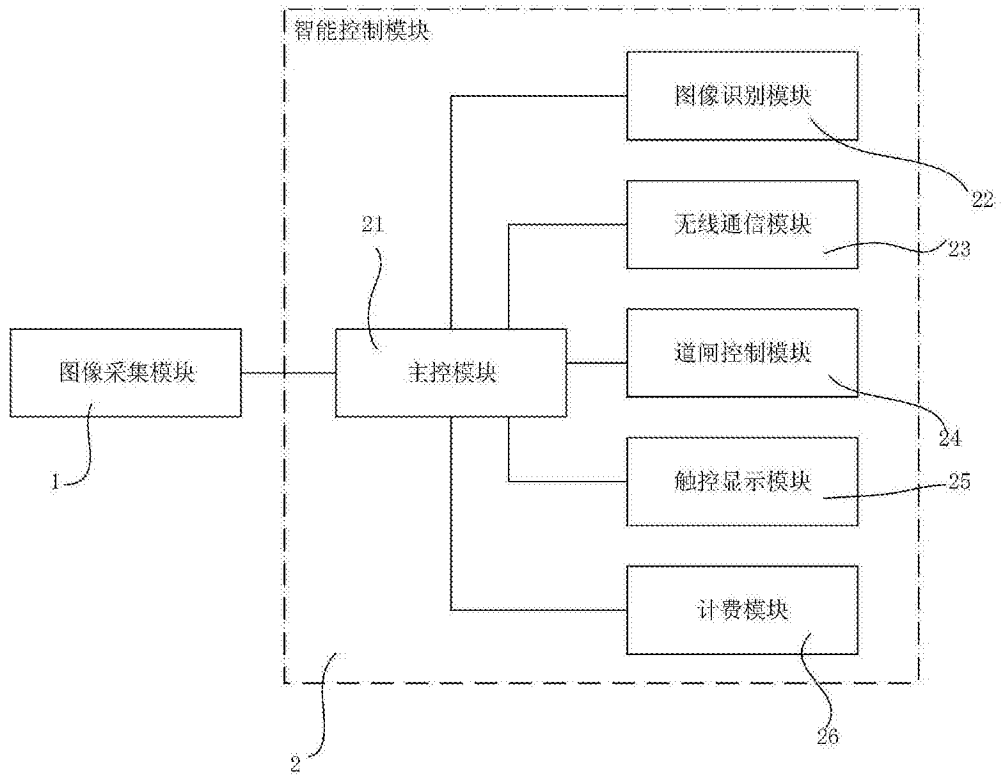 智能控制模块
图像识别模块
22
无线通信模块
23
21
图像采集模块
主控模块
道闸控制模块
24
1
触控显示模块
25
计费模块
26
2